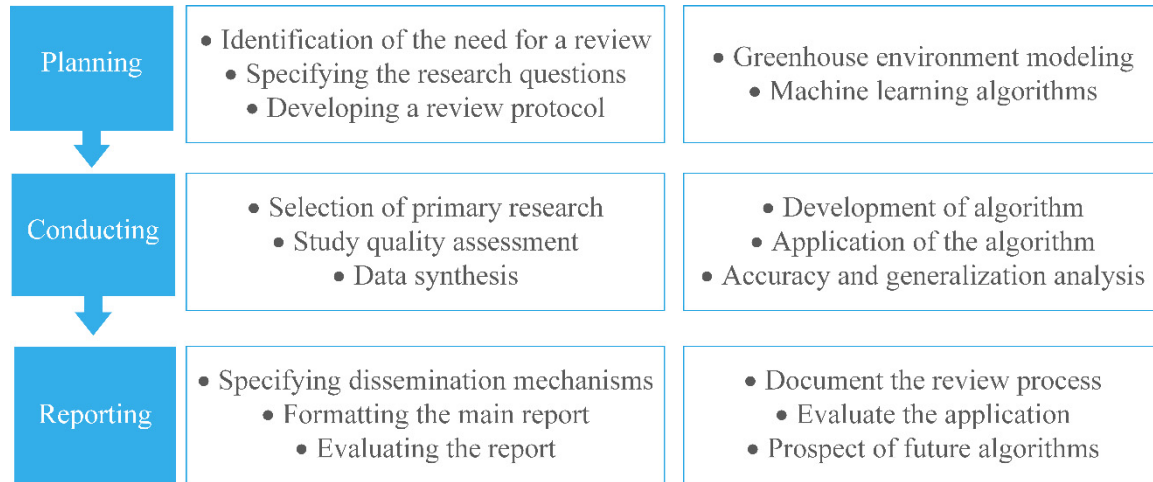 Planning
• Identification of the need for a review
• Specifying the research questions
• Developing a review protocol
• Greenhouse environment modeling
• Machine learning algorithms
Conducting
• Selection of primary research
• Study quality assessment
• Data synthesis
• Development of algorithm
• Application of the algorithm
• Accuracy and generalization analysis
Reporting
• Specifying dissemination mechanisms
• Formatting the main report
• Evaluating the report
• Document the review process
• Evaluate the application
• Prospect of future algorithms